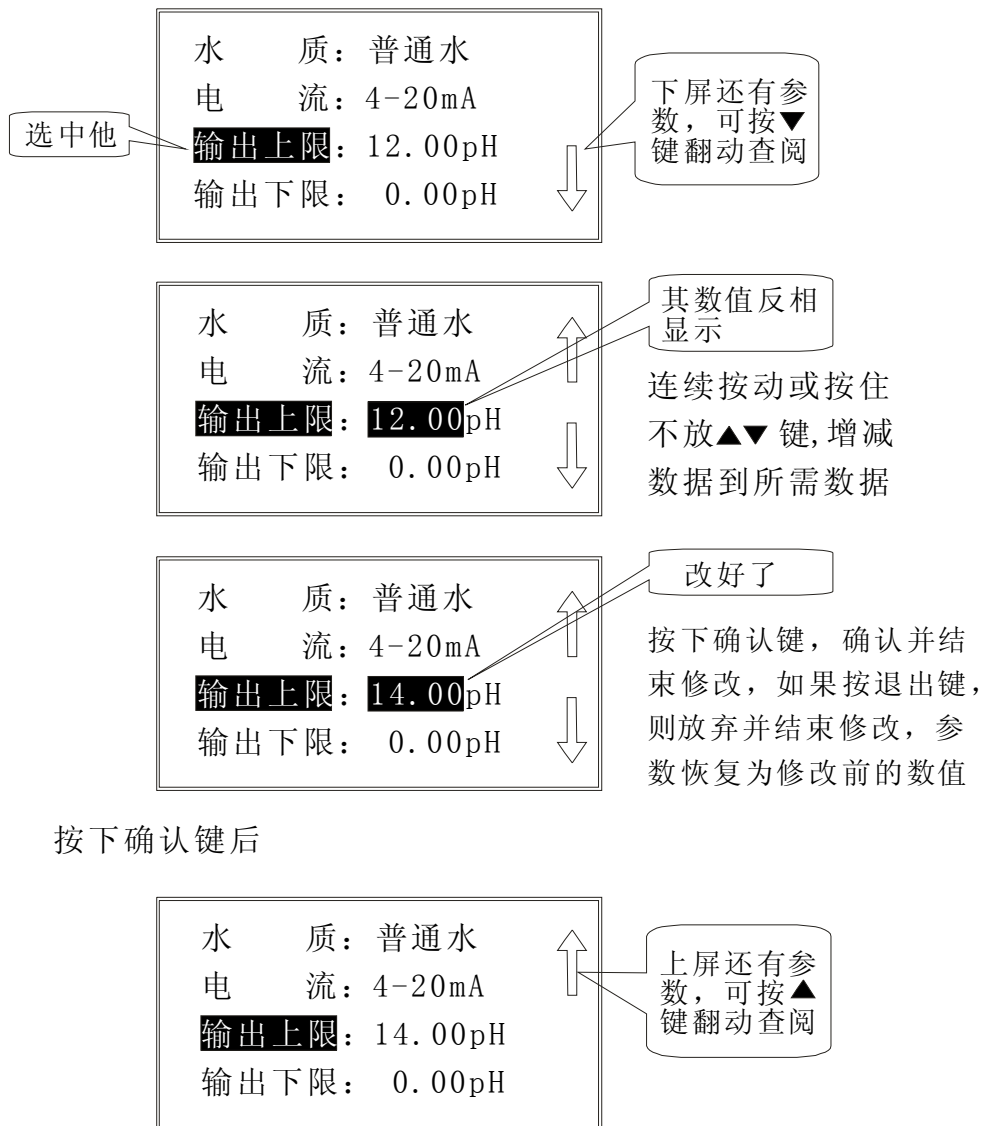 水 质：普通水
电 流：4-20mA
输出上限：12.00pH
输出下限： 0.00pH
选中他
下屏还有参
数，可按▼
键翻动查阅
水 质：普通水
电 流：4-20mA
输出上限：12.00pH
输出下限： 0.00pH
其数值反相
显示
连续按动或按住
不放▲▼ 键,增减
数据到所需数据
水 质：普通水
电 流：4-20mA
输出上限：14.00pH
输出下限： 0.00pH
改好了
按下确认键，确认并结
束修改，如果按退出键，
则放弃并结束修改，参
数恢复为修改前的数值
按下确认键后
水 质：普通水
电 流：4-20mA
输出上限：14.00pH
输出下限： 0.00pH
上屏还有参
数，可按▲
键翻动查阅